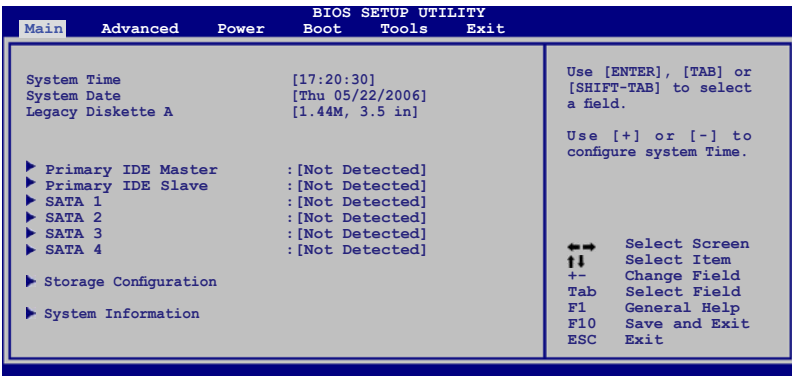 BIOS SETUP UTILITY
Main Advanced Power Boot Tools Exit
System Time [17:20:30]
System Date [Thu 05/22/2006]
Legacy Diskette A [1.44M, 3.5 in]
Primary IDE Master :[Not Detected]
Primary IDE Slave :[Not Detected]
SATA 1 :[Not Detected]
SATA 2 :[Not Detected]
SATA 3 :[Not Detected]
SATA 4 :[Not Detected]
Storage Configuration
System Information
Use [ENTER], [TAB] or
[SHIFT-TAB] to select
a field.
Use [+] or [-] to
configure system Time.
Select Screen
Select Item
+- Change Field
Tab Select Field
F1 General Help
F10 Save and Exit
ESC Exit